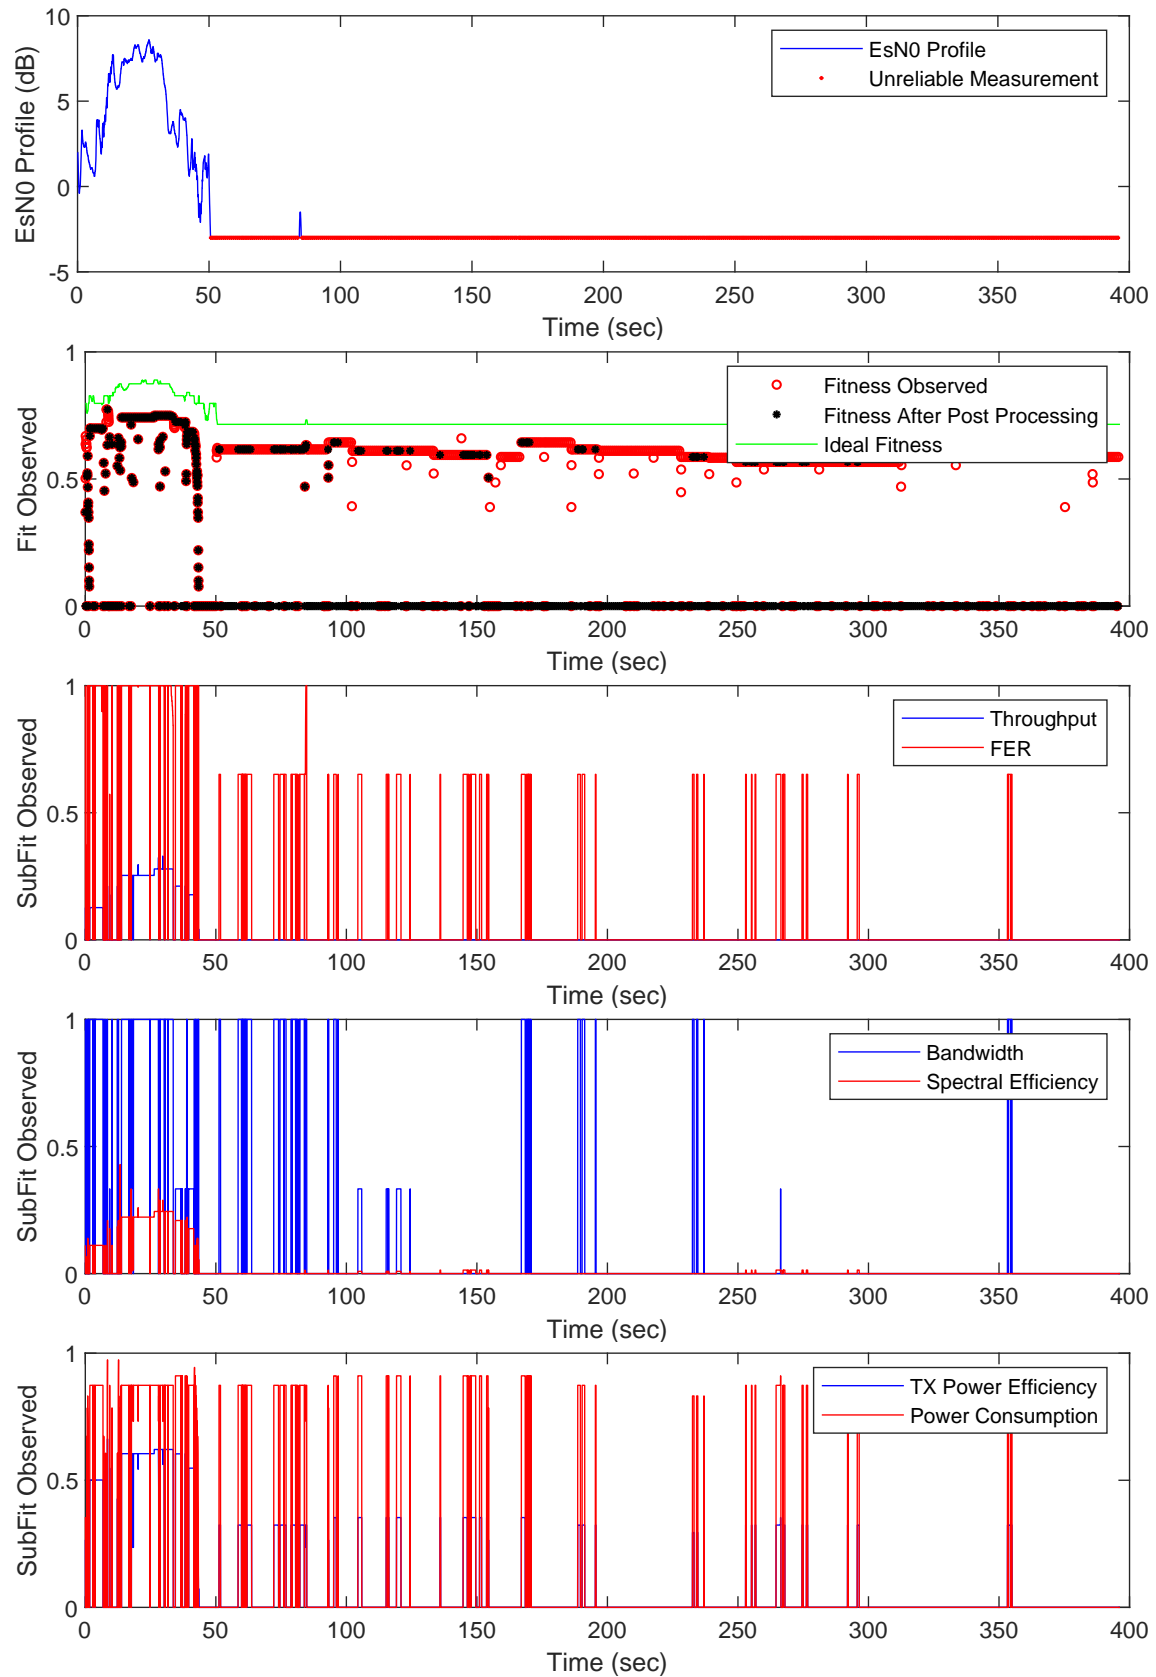 10
5
0
-5
EsN0 Profile (dB)
EsN0 Profile
Unreliable Measurement
0 50 100 150 200 250 300 350 400
Time (sec)
1
0.5
0
Fit Observed
Fitness Observed
Fitness After Post Processing
Ideal Fitness
0 50 100 150 200 250 300 350 400
Time (sec)
1
0.5
0
SubFit Observed
Throughput
FER
0 50 100 150 200 250 300 350 400
Time (sec)
1
0.5
0
SubFit Observed
Bandwidth
Spectral Efficiency
0 50 100 150 200 250 300 350 400
Time (sec)
1
0.5
0
SubFit Observed
TX Power Efficiency
Power Consumption
0 50 100 150 200 250 300 350 400
Time (sec)